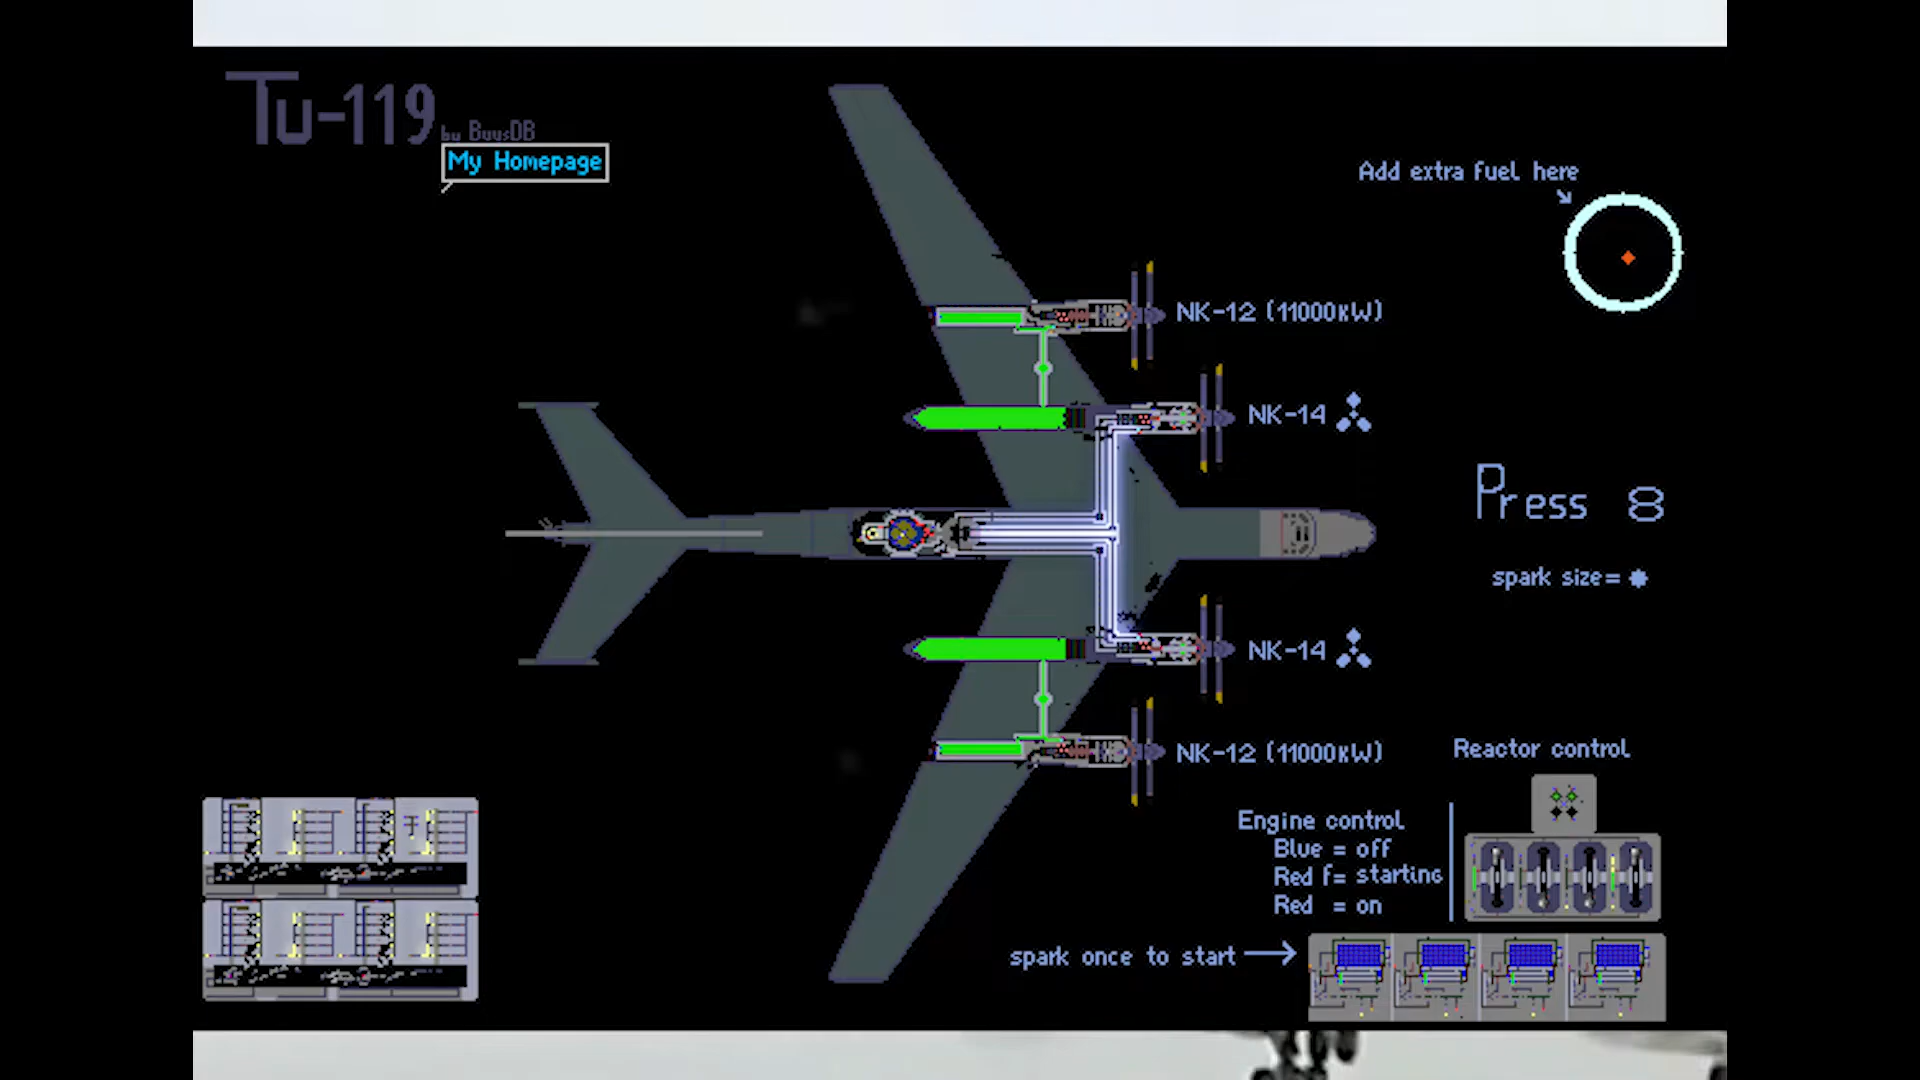 Tu-119
by BuusDB
My Homepage
Add extra fuel here
NK-12 (11000kW)
NK-14
Press 8
spark size=
NK-14
NK-12 (11000kW)
Reactor control
Engine control
Blue = off
Red f= starting
Red = on
spark once to start